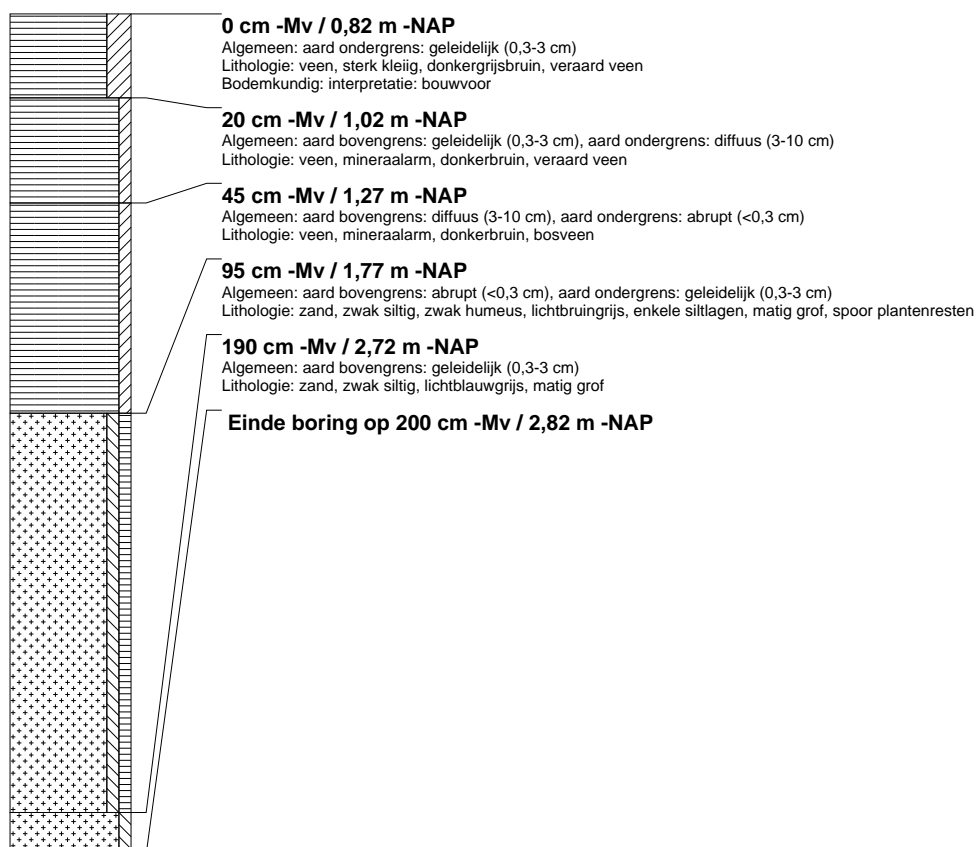 0 cm -Mv / 0,82 m -NAP
Algemeen: aard ondergrens: geleidelijk (0,3-3 cm)
Lithologie: veen, sterk kleiig, donkergrijsbruin, veraard veen
Bodemkundig: interpretatie: bouwvoor
20 cm -Mv / 1,02 m -NAP
Algemeen: aard bovengrens: geleidelijk (0,3-3 cm), aard ondergrens: diffuus (3-10 cm)
Lithologie: veen, mineraalarm, donkerbruin, veraard veen
45 cm -Mv / 1,27 m -NAP
Algemeen: aard bovengrens: diffuus (3-10 cm), aard ondergrens: abrupt (<0,3 cm)
Lithologie: veen, mineraalarm, donkerbruin, bosveen
95 cm -Mv / 1,77 m -NAP
Algemeen: aard bovengrens: abrupt (<0,3 cm), aard ondergrens: geleidelijk (0,3-3 cm)
Lithologie: zand, zwak siltig, zwak humeus, lichtbruingrijs, enkele siltlagen, matig grof, spoor plantenresten
190 cm -Mv / 2,72 m -NAP
Algemeen: aard bovengrens: geleidelijk (0,3-3 cm)
Lithologie: zand, zwak siltig, lichtblauwgrijs, matig grof
Einde boring op 200 cm -Mv / 2,82 m -NAP